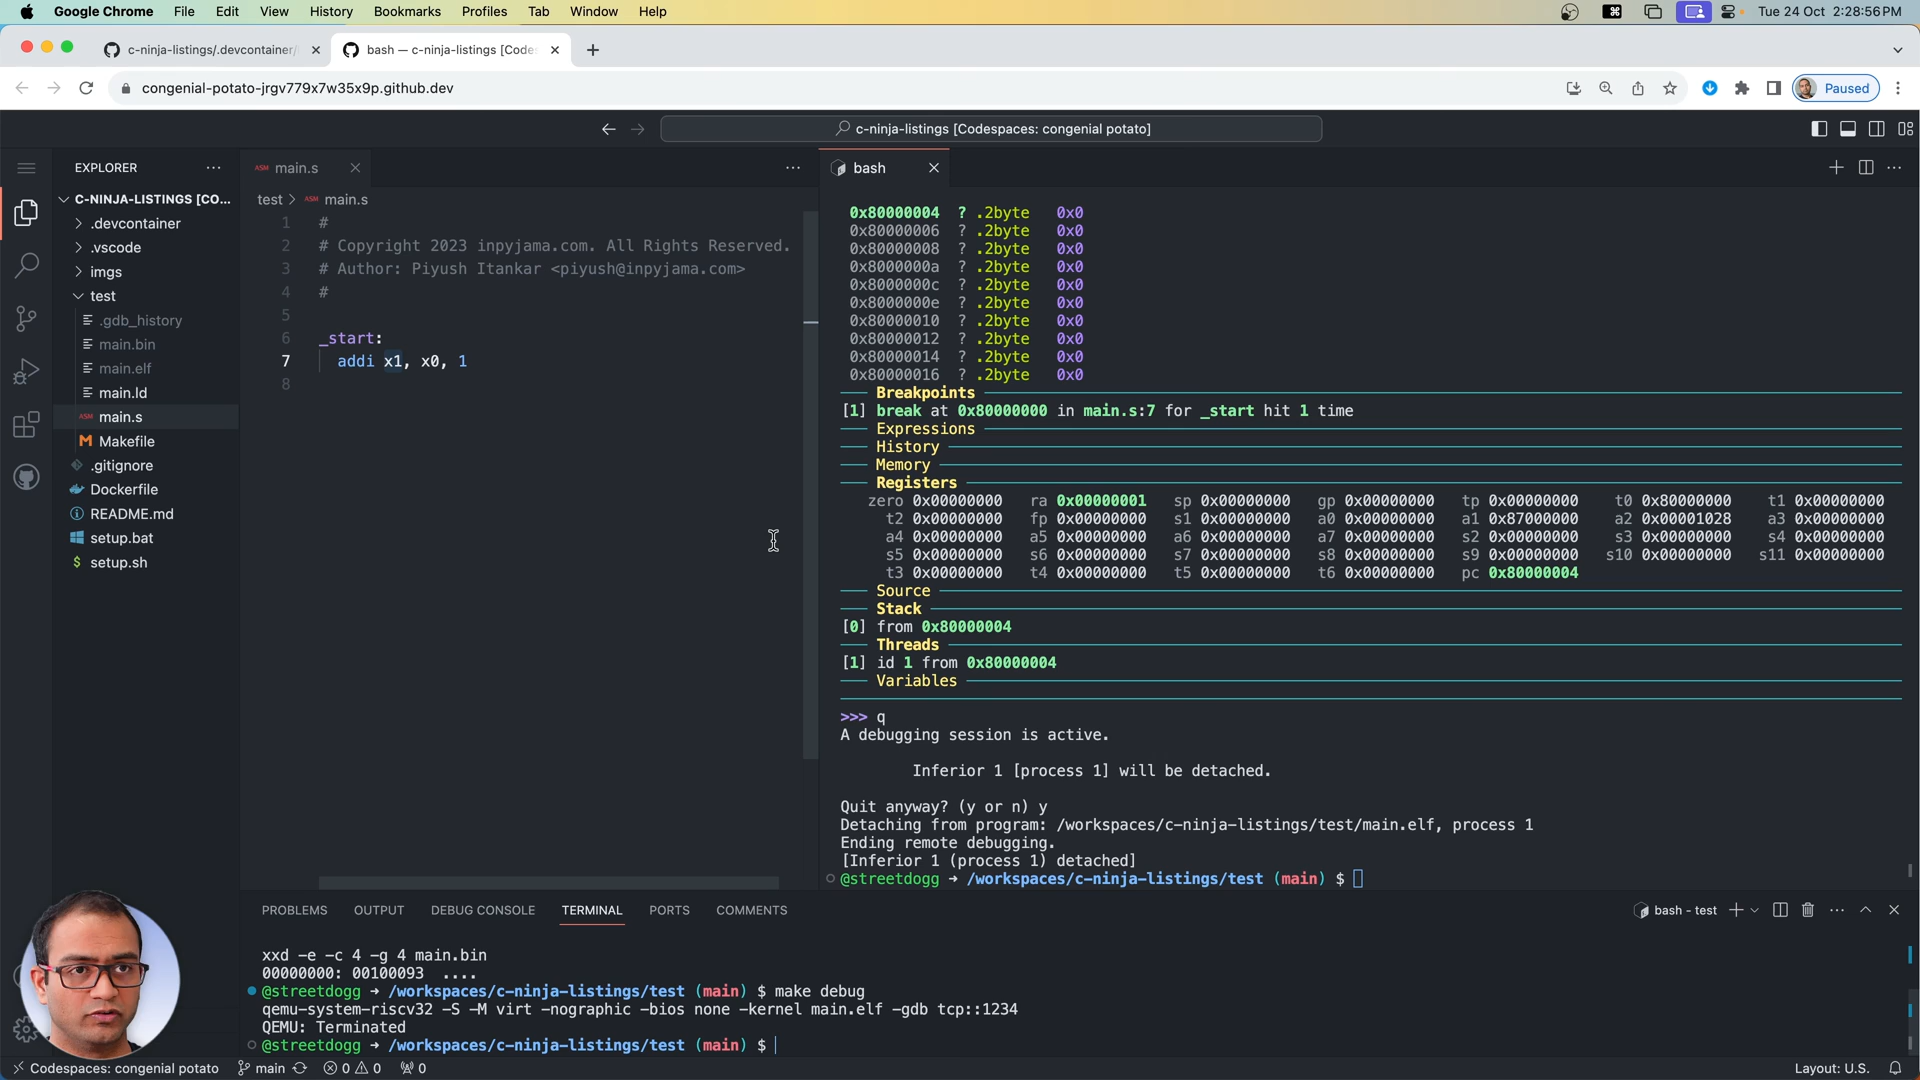 Google Chrome File Edit View History Bookmarks Profiles Tab Window Help Tue 24 Oct 2:28:56 PM
c-ninja-listings/.devcontainer/ bash — c-ninja-listings [Code
congenial-potato-jrgv779x7w35x9p.github.dev Paused
c-ninja-listings [Codespaces: congenial potato]
EXPLORER
C-NINJA-LISTINGS [CO...
.devcontainer
.vscode
imgs
test
.gdb_history
main.bin
main.elf
main.ld
ASM main.s
Makefile
.gitignore
Dockerfile
README.md
setup.bat
$ setup.sh
ASM main.s
test > ASM main.s
1 #
2 # Copyright 2023 inpyjama.com. All Rights Reserved.
3 # Author: Piyush Itankar <piyush@inpyjama.com>
4 #
5
6 _start:
7 addi x1, x0, 1
8
bash
0x80000004 ? .2byte 0x0
0x80000006 ? .2byte 0x0
0x80000008 ? .2byte 0x0
0x8000000a ? .2byte 0x0
0x8000000c ? .2byte 0x0
0x8000000e ? .2byte 0x0
0x80000010 ? .2byte 0x0
0x80000012 ? .2byte 0x0
0x80000014 ? .2byte 0x0
0x80000016 ? .2byte 0x0
Breakpoints
[1] break at 0x80000000 in main.s:7 for _start hit 1 time
Expressions
History
Memory
Registers
zero 0x00000000 ra 0x00000001 sp 0x00000000 gp 0x00000000 tp 0x00000000 t0 0x80000000 t1 0x00000000
t2 0x00000000 fp 0x00000000 s1 0x00000000 a0 0x00000000 a1 0x87000000 a2 0x00001028 a3 0x00000000
a4 0x00000000 a5 0x00000000 a6 0x00000000 a7 0x00000000 s2 0x00000000 s3 0x00000000 s4 0x00000000
s5 0x00000000 s6 0x00000000 s7 0x00000000 s8 0x00000000 s9 0x00000000 s10 0x00000000 s11 0x00000000
t3 0x00000000 t4 0x00000000 t5 0x00000000 t6 0x00000000 pc 0x80000004
Source
Stack
[0] from 0x80000004
Threads
[1] id 1 from 0x80000004
Variables
>>> q
A debugging session is active.
Inferior 1 [process 1] will be detached.
Quit anyway? (y or n) y
Detaching from program: /workspaces/c-ninja-listings/test/main.elf, process 1
Ending remote debugging.
[Inferior 1 (process 1) detached]
@streetdogg → /workspaces/c-ninja-listings/test (main) $
PROBLEMS OUTPUT DEBUG CONSOLE TERMINAL PORTS COMMENTS bash - test
xxd -e -c 4 -g 4 main.bin
00000000: 00100093 ....
@streetdogg → /workspaces/c-ninja-listings/test (main) $ make debug
qemu-system-riscv32 -S -M virt -nographic -bios none -kernel main.elf -gdb tcp::1234
QEMU: Terminated
@streetdogg → /workspaces/c-ninja-listings/test (main) $
Codespaces: congenial potato main 0 0 0 Layout: U.S.